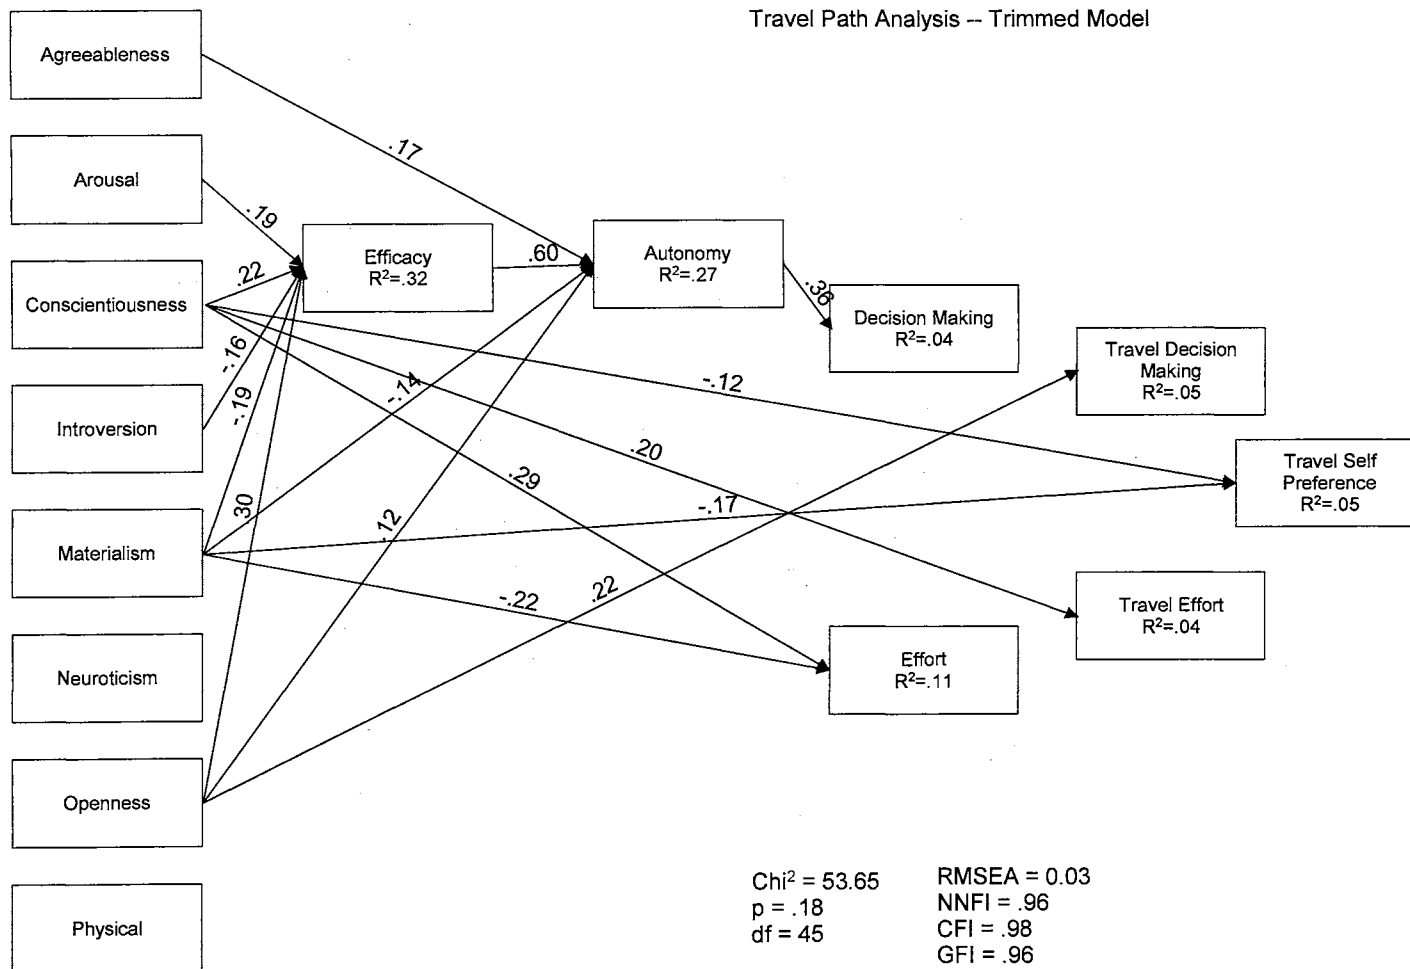 Travel Path Analysis -- Trimmed Model
Agreeableness
Arousal
Conscientiousness
Introversion
Materialism
Neuroticism
Openness
Physical
.17
.19
.22
-.16
-.19
.30
Efficacy
R²=.32
.60
Autonomy
R²=.27
.36
Decision Making
R²=.04
-.14
.12
-.12
.20
.29
-.17
-.22
.22
Travel Decision
Making
R²=.05
Travel Self
Preference
R²=.05
Travel Effort
R²=.04
Effort
R²=.11
Chi² = 53.65
p = .18
df = 45
RMSEA = 0.03
NNFI = .96
CFI = .98
GFI = .96